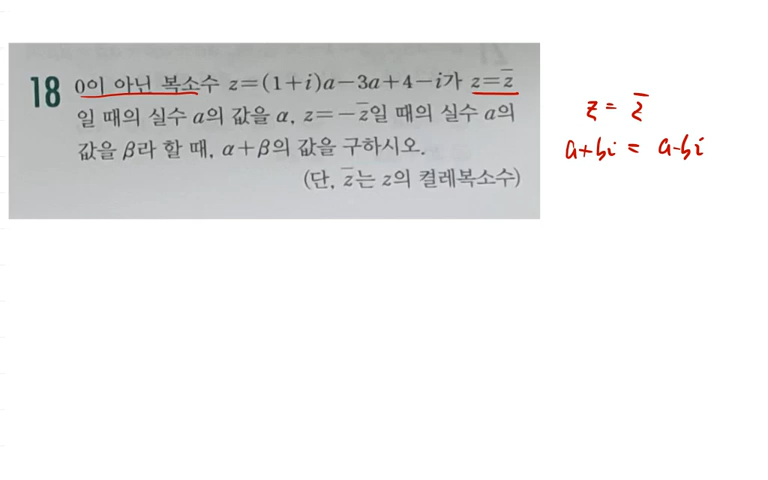 18 0이 아닌 복소수 z=(1+i)a-3a+4-i가 z=z̅
일 때의 실수 a의 값을 α, z=-z̅일 때의 실수 a의
값을 β라 할 때, α+β의 값을 구하시오.
(단, z̅는 z의 켤레복소수)
z = z̅
a+bi = a-bi